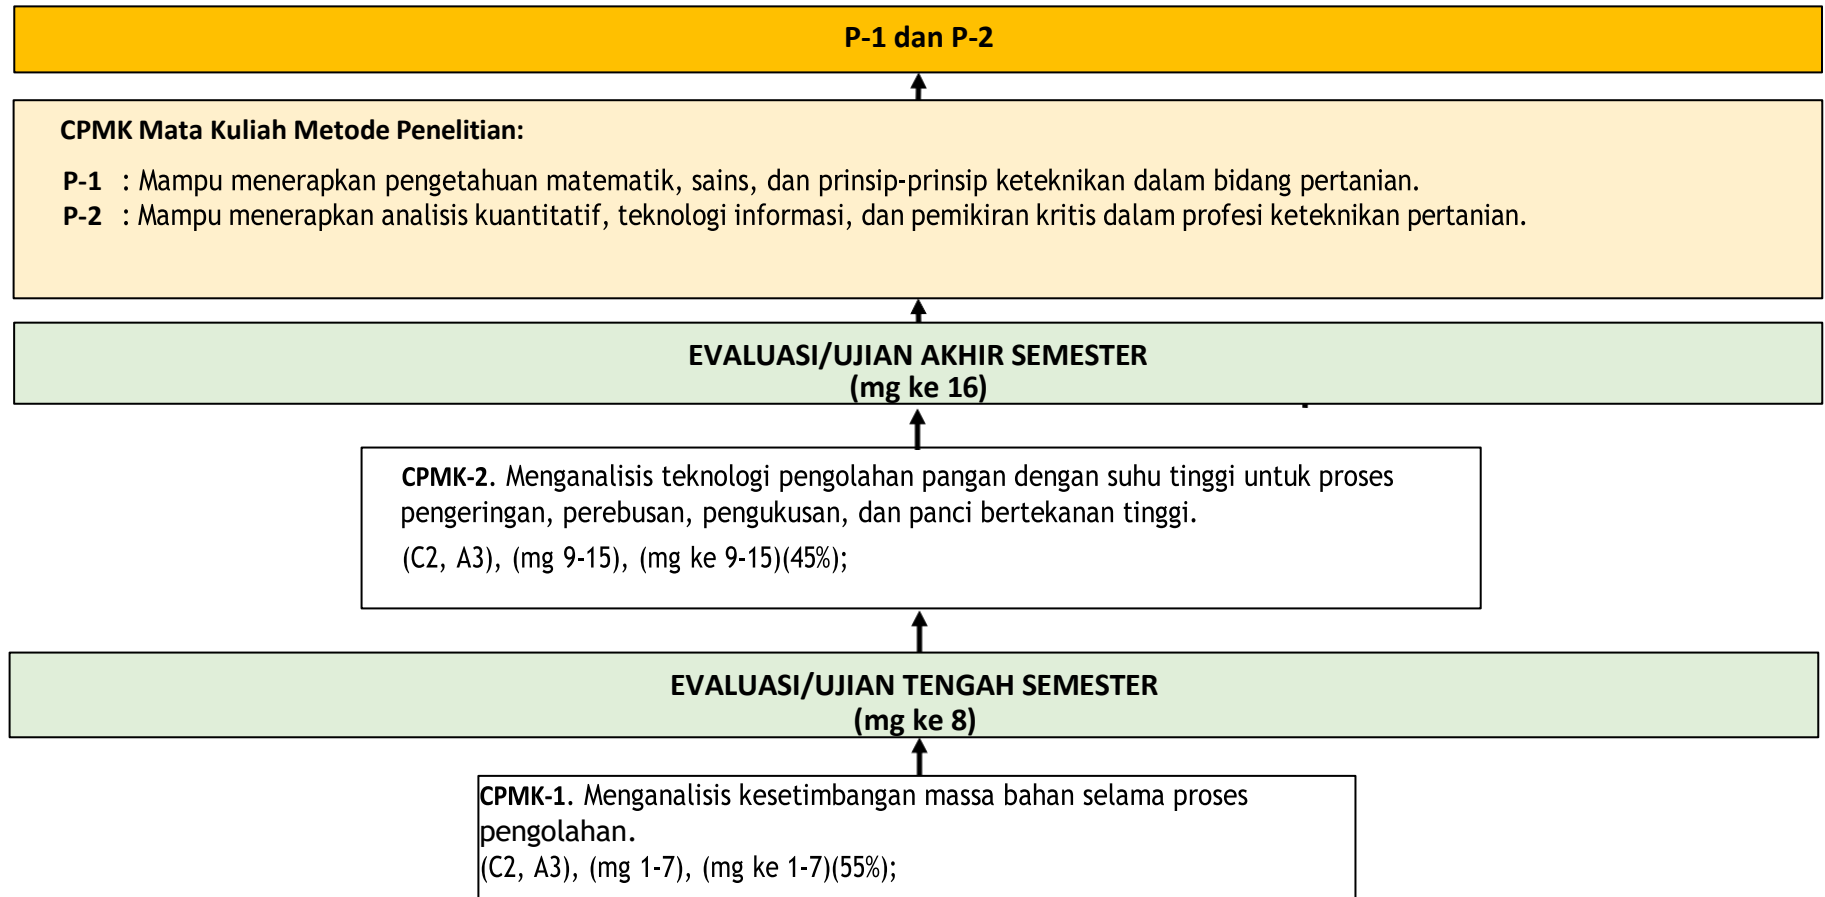 P-1 dan P-2
CPMK Mata Kuliah Metode Penelitian:
P-1 : Mampu menerapkan pengetahuan matematik, sains, dan prinsip-prinsip keteknikan dalam bidang pertanian.
P-2 : Mampu menerapkan analisis kuantitatif, teknologi informasi, dan pemikiran kritis dalam profesi keteknikan pertanian.
EVALUASI/UJIAN AKHIR SEMESTER
(mg ke 16)
CPMK-2. Menganalisis teknologi pengolahan pangan dengan suhu tinggi untuk proses
pengeringan, perebusan, pengukusan, dan panci bertekanan tinggi.
(C2, A3), (mg 9-15), (mg ke 9-15)(45%);
EVALUASI/UJIAN TENGAH SEMESTER
(mg ke 8)
CPMK-1. Menganalisis kesetimbangan massa bahan selama proses
pengolahan.
(C2, A3), (mg 1-7), (mg ke 1-7)(55%);